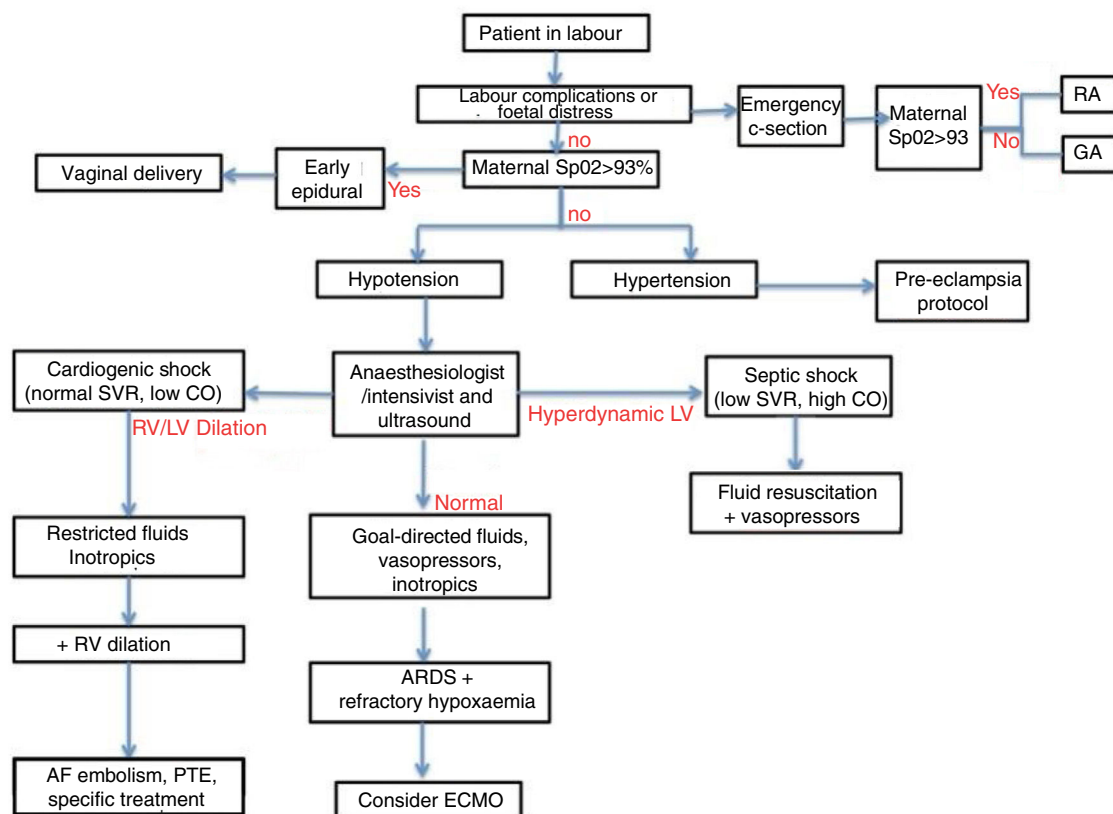 Patient in labour
Labour complications or
foetal distress
Emergency
c-section
Maternal
Sp02>93
Yes
No
RA
GA
no
Maternal Sp02>93%
Yes
Early
epidural
Vaginal delivery
no
Hypotension
Hypertension
Pre-eclampsia
protocol
Cardiogenic shock
(normal SVR, low CO)
Anaesthesiologist
/intensivist and
ultrasound
Septic shock
(low SVR, high CO)
RV/LV Dilation
Hyperdynamic LV
Normal
Fluid resuscitation
+ vasopressors
Restricted fluids
Inotropics
Goal-directed fluids,
vasopressors,
inotropics
+ RV dilation
ARDS +
refractory hypoxaemia
AF embolism, PTE,
specific treatment
Consider ECMO